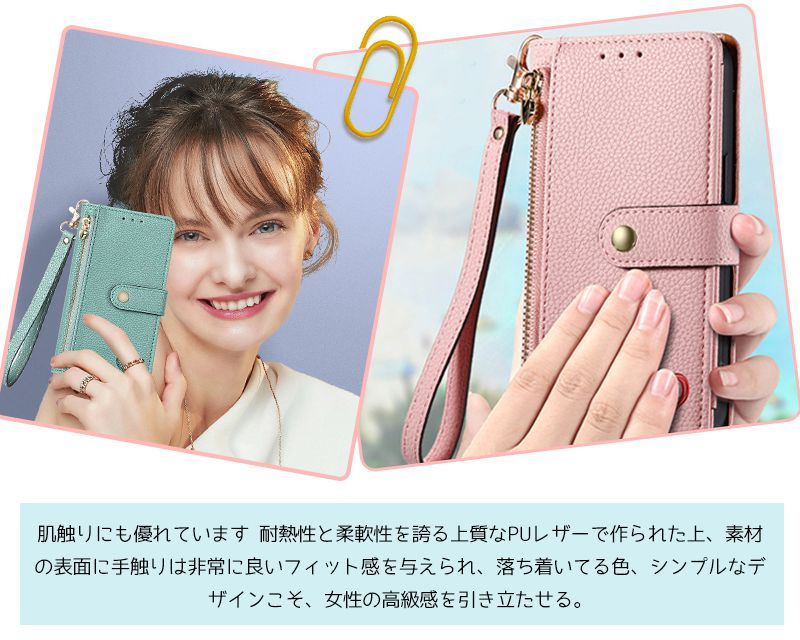 肌触りにも優れています 耐熱性と柔軟性を誇る上質なPUレザーで作られた上、素材
の表面に手触りは非常に良いフィット感を与えられ、落ち着いてる色、シンプルなデ
ザインこそ、女性の高級感を引き立たせる。